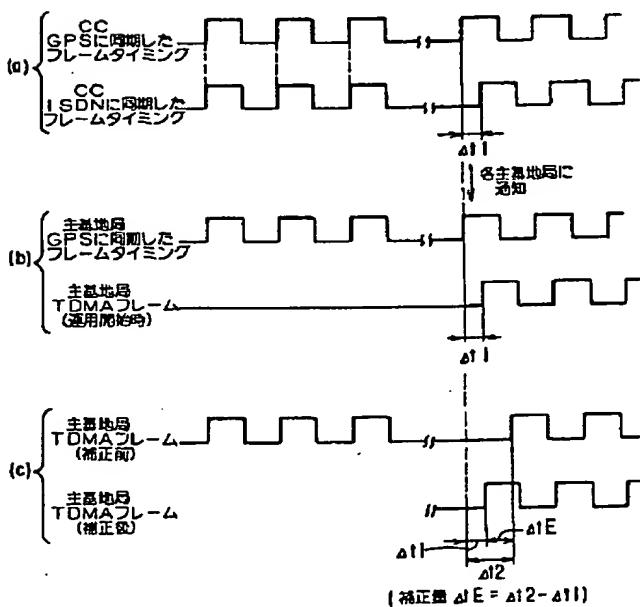 (a)
CC
GPSに同期した
フレームタイミング
CC
ISDNに同期した
フレームタイミング
Δt1
各主基地局に
通知
(b)
主基地局
GPSに同期した
フレームタイミング
主基地局
TDMAフレーム
(運用開始時)
Δt1
(c)
主基地局
TDMAフレーム
(補正前)
主基地局
TDMAフレーム
(補正後)
Δt1
ΔtE
Δt2
(補正量 ΔtE = Δt2-Δt1)